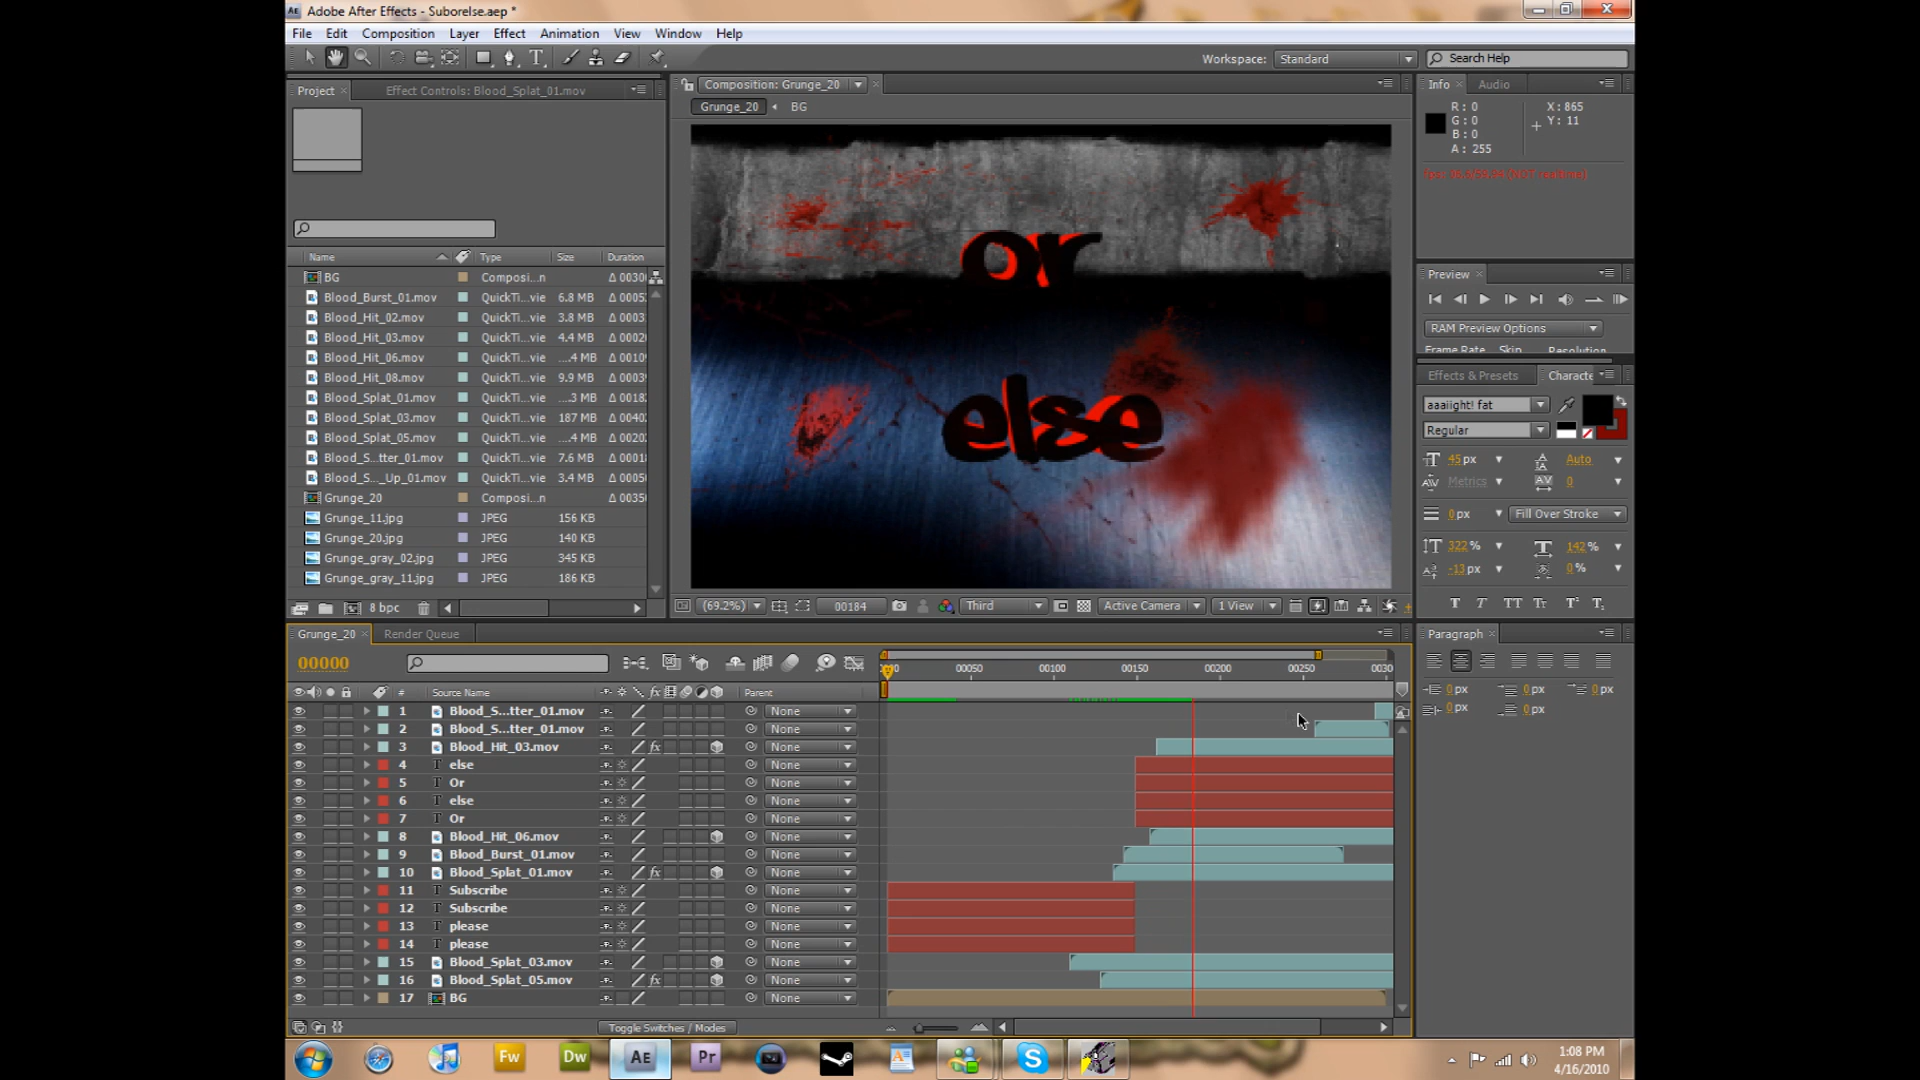 Adobe After Effects - Suborelse.aep *
File Edit Composition Layer Effect Animation View Window Help
Workspace: Standard Search Help
Project Effect Controls: Blood_Splat_01.mov
Composition: Grunge_20
Info Audio
Grunge_20 BG
R: 0 X: 865
G: 0 Y: 11
B: 0
A: 255
or
else
Name Type Size Duration
BG Composi...n Δ 0030
Blood_Burst_01.mov QuickTi...vie 6.8 MB Δ 0005
Blood_Hit_02.mov QuickTi...vie 3.8 MB Δ 0003
Blood_Hit_03.mov QuickTi...vie 4.4 MB Δ 0002
Blood_Hit_06.mov QuickTi...vie ....4 MB Δ 0010
Blood_Hit_08.mov QuickTi...vie 9.9 MB Δ 0003
Blood_Splat_01.mov QuickTi...vie ....3 MB Δ 0018
Blood_Splat_03.mov QuickTi...vie 187 MB Δ 0040
Blood_Splat_05.mov QuickTi...vie ....4 MB Δ 0020
Blood_S...tter_01.mov QuickTi...vie 7.6 MB Δ 0001
Blood_S..._Up_01.mov QuickTi...vie 3.4 MB Δ 0005
Grunge_20 Composi...n Δ 0035
Grunge_11.jpg JPEG 156 KB
Grunge_20.jpg JPEG 140 KB
Grunge_gray_02.jpg JPEG 345 KB
Grunge_gray_11.jpg JPEG 186 KB
8 bpc
(69.2%) 00184 Third Active Camera 1 View
Preview
RAM Preview Options
Frame Rate Skip Resolution
Effects & Presets Characte
aaaiight! fat
Regular
45 px Auto
Metrics 0
0 px Fill Over Stroke
322 % 142 %
-13 px 0 %
T T TT Tr T¹ T₁
Paragraph
0 px 0 px 0 px
0 px 0 px
Grunge_20 Render Queue
00000
00050 00100 00150 00200 00250 0030
# Source Name Parent
1 Blood_S...tter_01.mov None
2 Blood_S...tter_01.mov None
3 Blood_Hit_03.mov fx None
4 T else None
5 T Or None
6 T else None
7 T Or None
8 Blood_Hit_06.mov None
9 Blood_Burst_01.mov None
10 Blood_Splat_01.mov fx None
11 T Subscribe None
12 T Subscribe None
13 T please None
14 T please None
15 Blood_Splat_03.mov None
16 Blood_Splat_05.mov fx None
17 BG None
Toggle Switches / Modes
Fw Dw Ae Pr
1:08 PM
4/16/2010